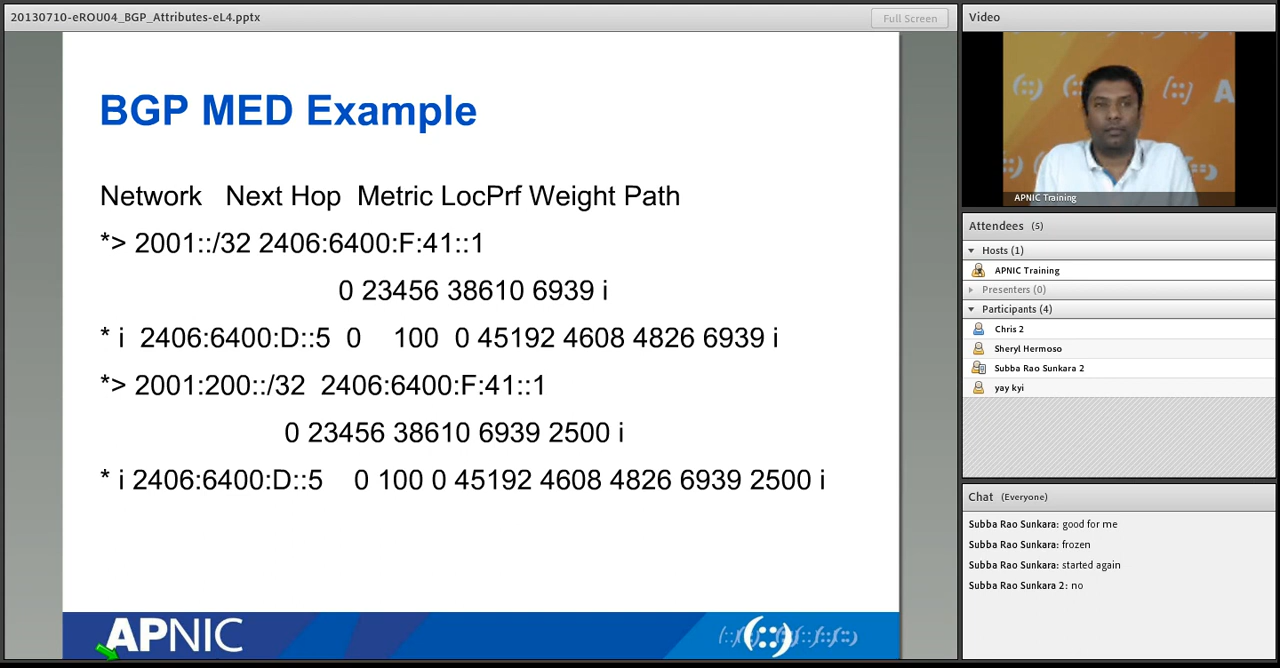 20130710-eROU04_BGP_Attributes-eL4.pptx
Full Screen
BGP MED Example
Network Next Hop Metric LocPrf Weight Path
*> 2001::/32 2406:6400:F:41::1
0 23456 38610 6939 i
* i 2406:6400:D::5 0 100 0 45192 4608 4826 6939 i
*> 2001:200::/32 2406:6400:F:41::1
0 23456 38610 6939 2500 i
* i 2406:6400:D::5 0 100 0 45192 4608 4826 6939 2500 i
APNIC
(::)
Video
A
APNIC Training
Attendees (5)
Hosts (1)
APNIC Training
Presenters (0)
Participants (4)
Chris 2
Sheryl Hermoso
Subba Rao Sunkara 2
yay kyi
Chat (Everyone)
Subba Rao Sunkara: good for me
Subba Rao Sunkara: frozen
Subba Rao Sunkara: started again
Subba Rao Sunkara 2: no